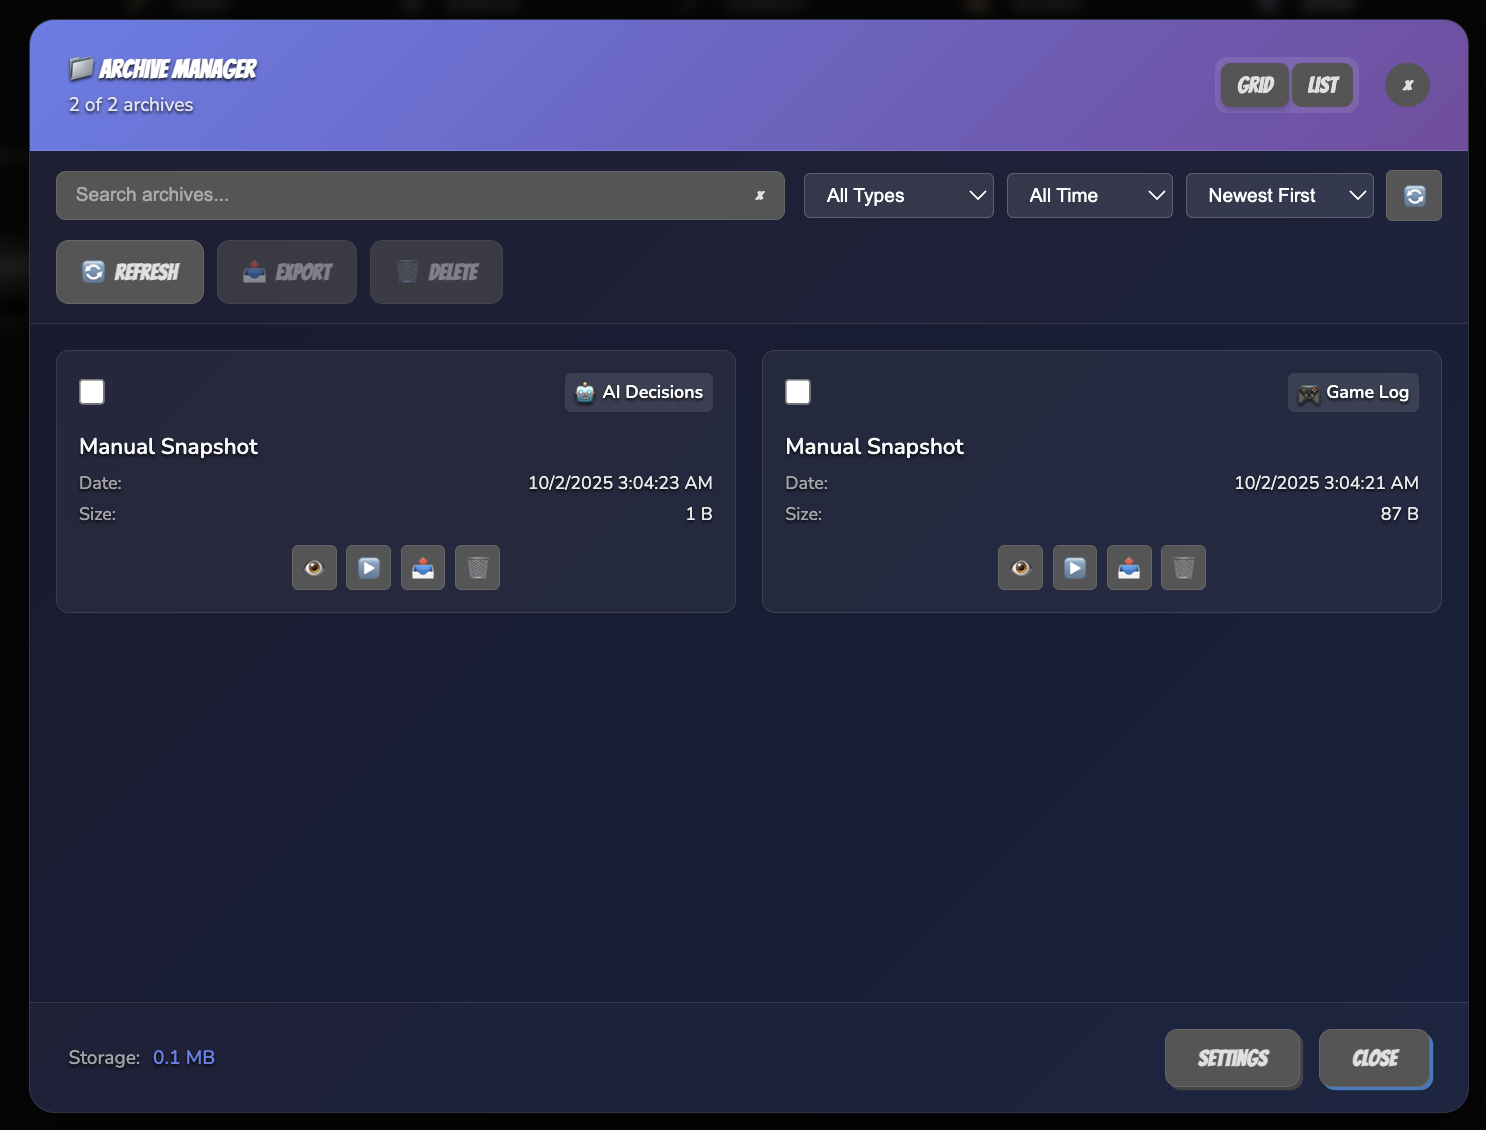 ARCHIVE MANAGER
2 of 2 archives
GRID LIST x
Search archives... x All Types All Time Newest First
REFRESH EXPORT DELETE
AI Decisions
Manual Snapshot
Date: 10/2/2025 3:04:23 AM
Size: 1 B
Game Log
Manual Snapshot
Date: 10/2/2025 3:04:21 AM
Size: 87 B
Storage: 0.1 MB
SETTINGS CLOSE